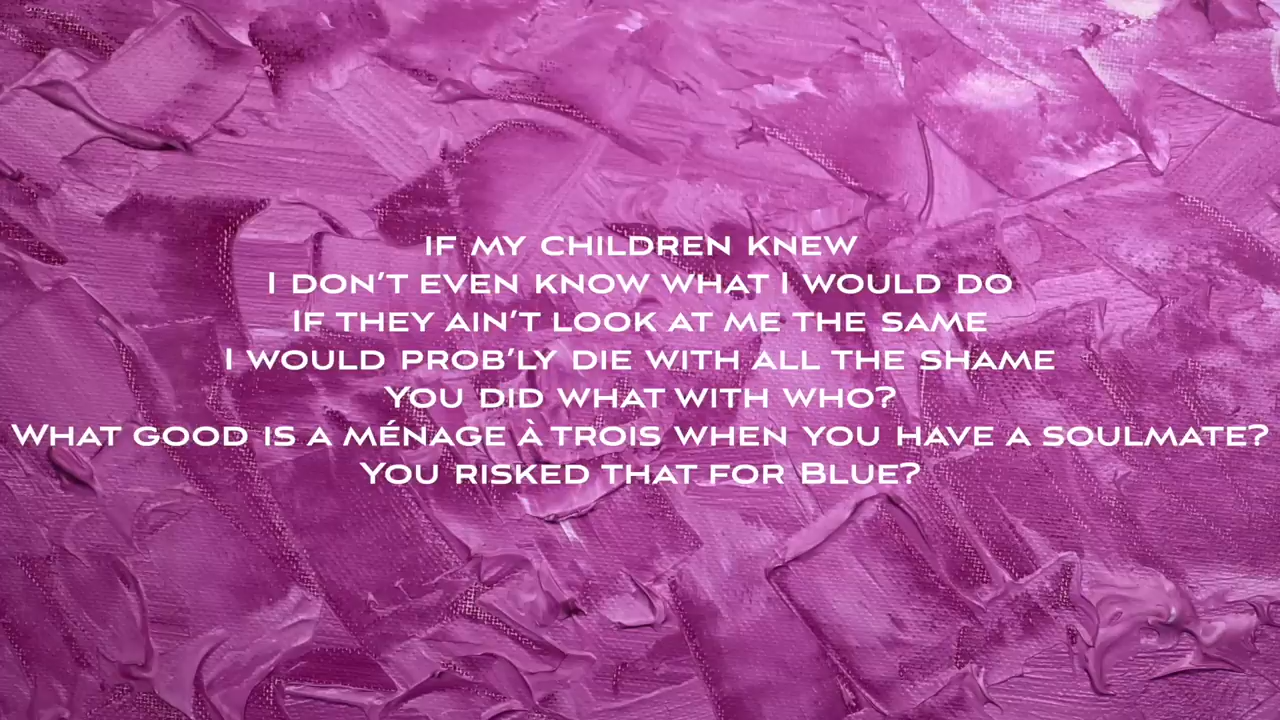 IF MY CHILDREN KNEW
I DON'T EVEN KNOW WHAT I WOULD DO
IF THEY AIN'T LOOK AT ME THE SAME
I WOULD PROB'LY DIE WITH ALL THE SHAME
YOU DID WHAT WITH WHO?
WHAT GOOD IS A MÉNAGE À TROIS WHEN YOU HAVE A SOULMATE?
YOU RISKED THAT FOR BLUE?